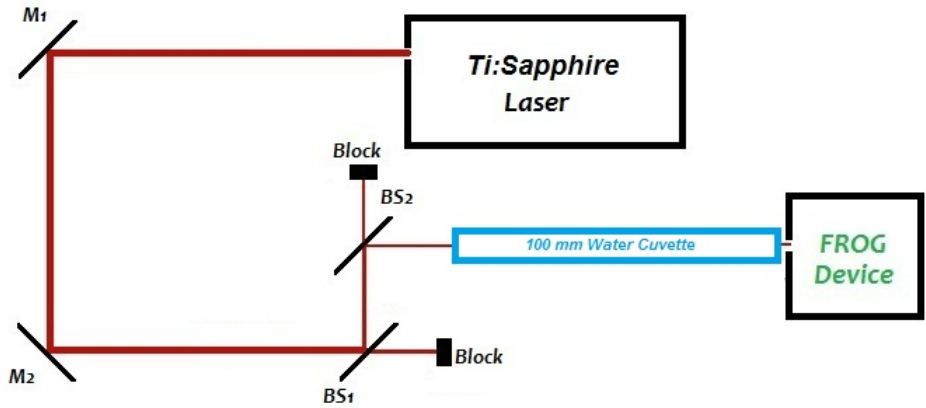 M1
Ti:Sapphire
Laser
Block
BS2
100 mm Water Cuvette
FROG
Device
M2
BS1
Block